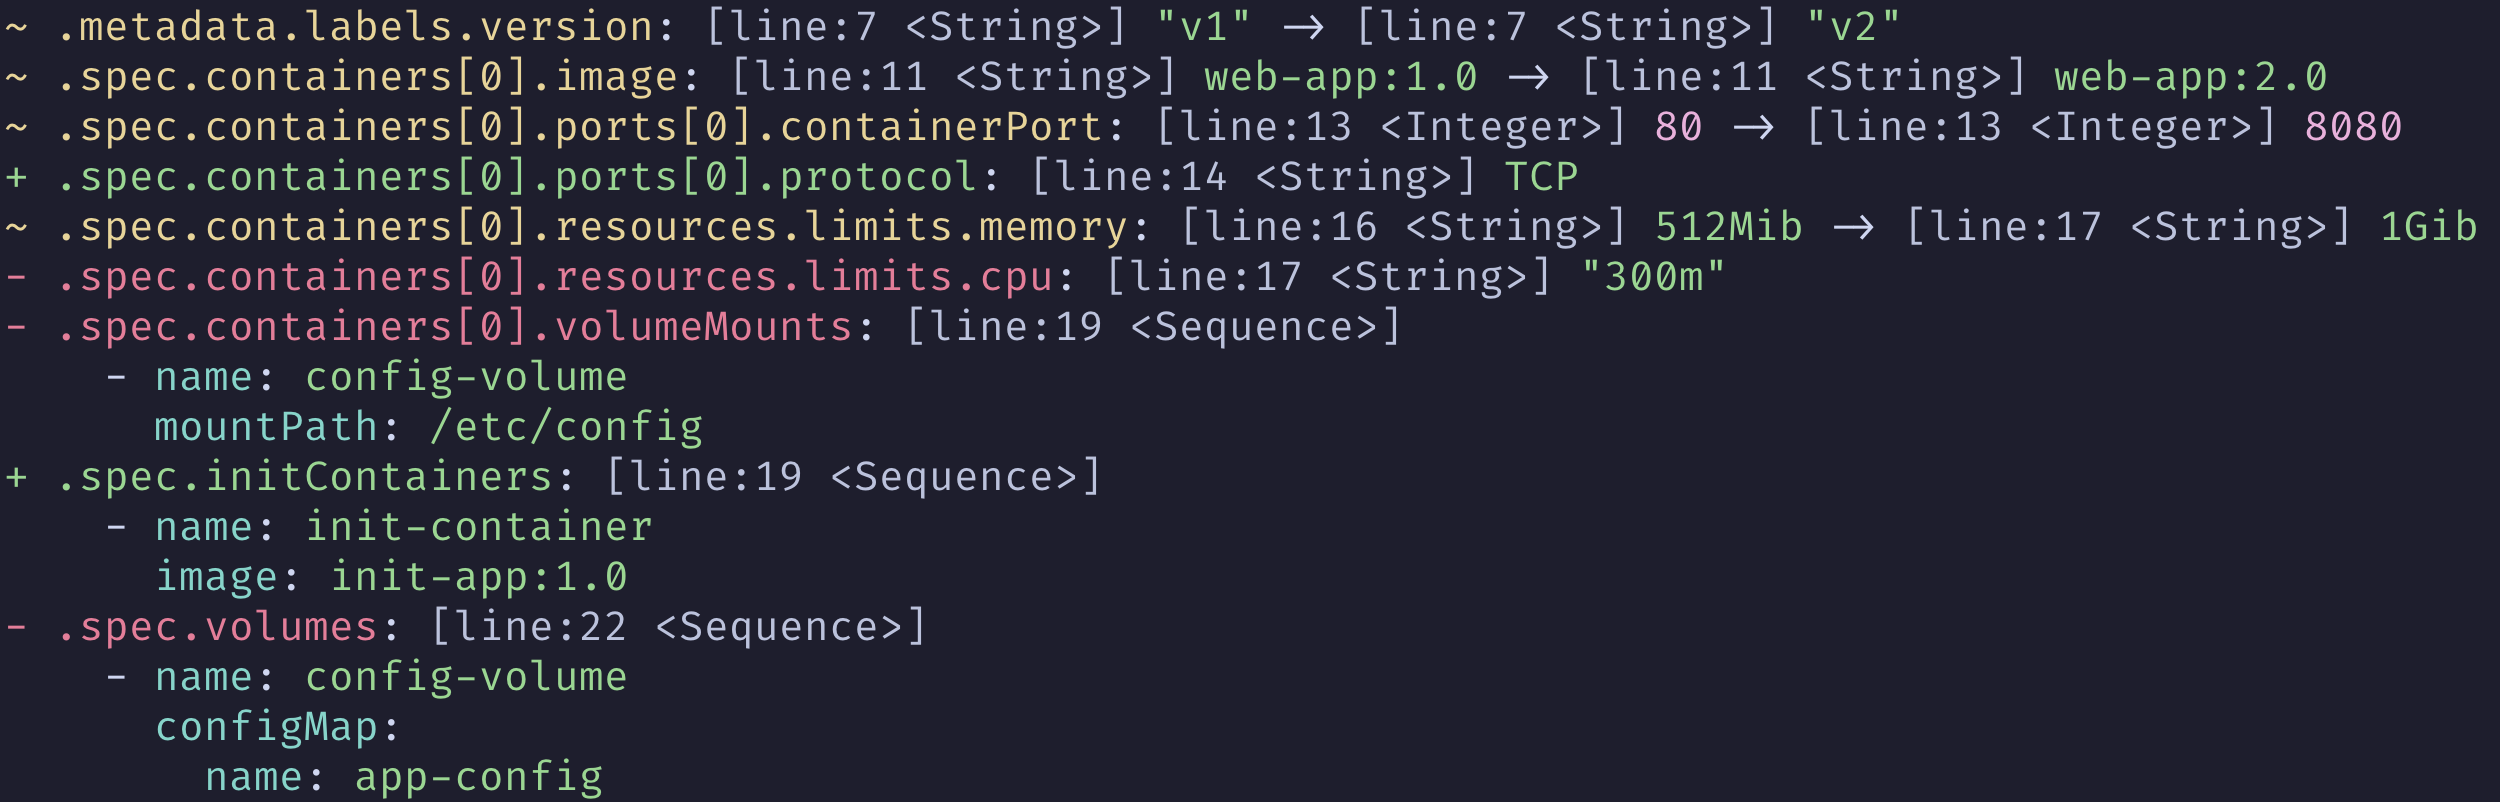 ~ .metadata.labels.version: [line:7 <String>] "v1" → [line:7 <String>] "v2"
~ .spec.containers[0].image: [line:11 <String>] web-app:1.0 → [line:11 <String>] web-app:2.0
~ .spec.containers[0].ports[0].containerPort: [line:13 <Integer>] 80 → [line:13 <Integer>] 8080
+ .spec.containers[0].ports[0].protocol: [line:14 <String>] TCP
~ .spec.containers[0].resources.limits.memory: [line:16 <String>] 512Mib → [line:17 <String>] 1Gib
- .spec.containers[0].resources.limits.cpu: [line:17 <String>] "300m"
- .spec.containers[0].volumeMounts: [line:19 <Sequence>]
    - name: config-volume
      mountPath: /etc/config
+ .spec.initContainers: [line:19 <Sequence>]
    - name: init-container
      image: init-app:1.0
- .spec.volumes: [line:22 <Sequence>]
    - name: config-volume
      configMap:
        name: app-config